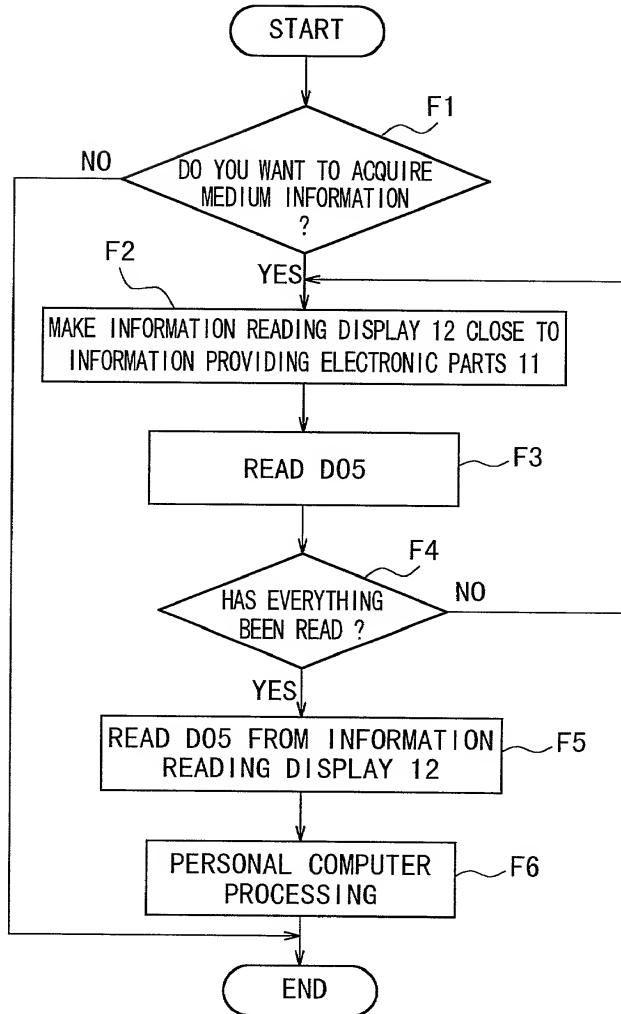 START
F1
NO
DO YOU WANT TO ACQUIRE
MEDIUM INFORMATION
?
F2
YES
MAKE INFORMATION READING DISPLAY 12 CLOSE TO
INFORMATION PROVIDING ELECTRONIC PARTS 11
READ D05
F3
F4
HAS EVERYTHING
BEEN READ ?
NO
YES
READ D05 FROM INFORMATION
READING DISPLAY 12
F5
PERSONAL COMPUTER
PROCESSING
F6
END